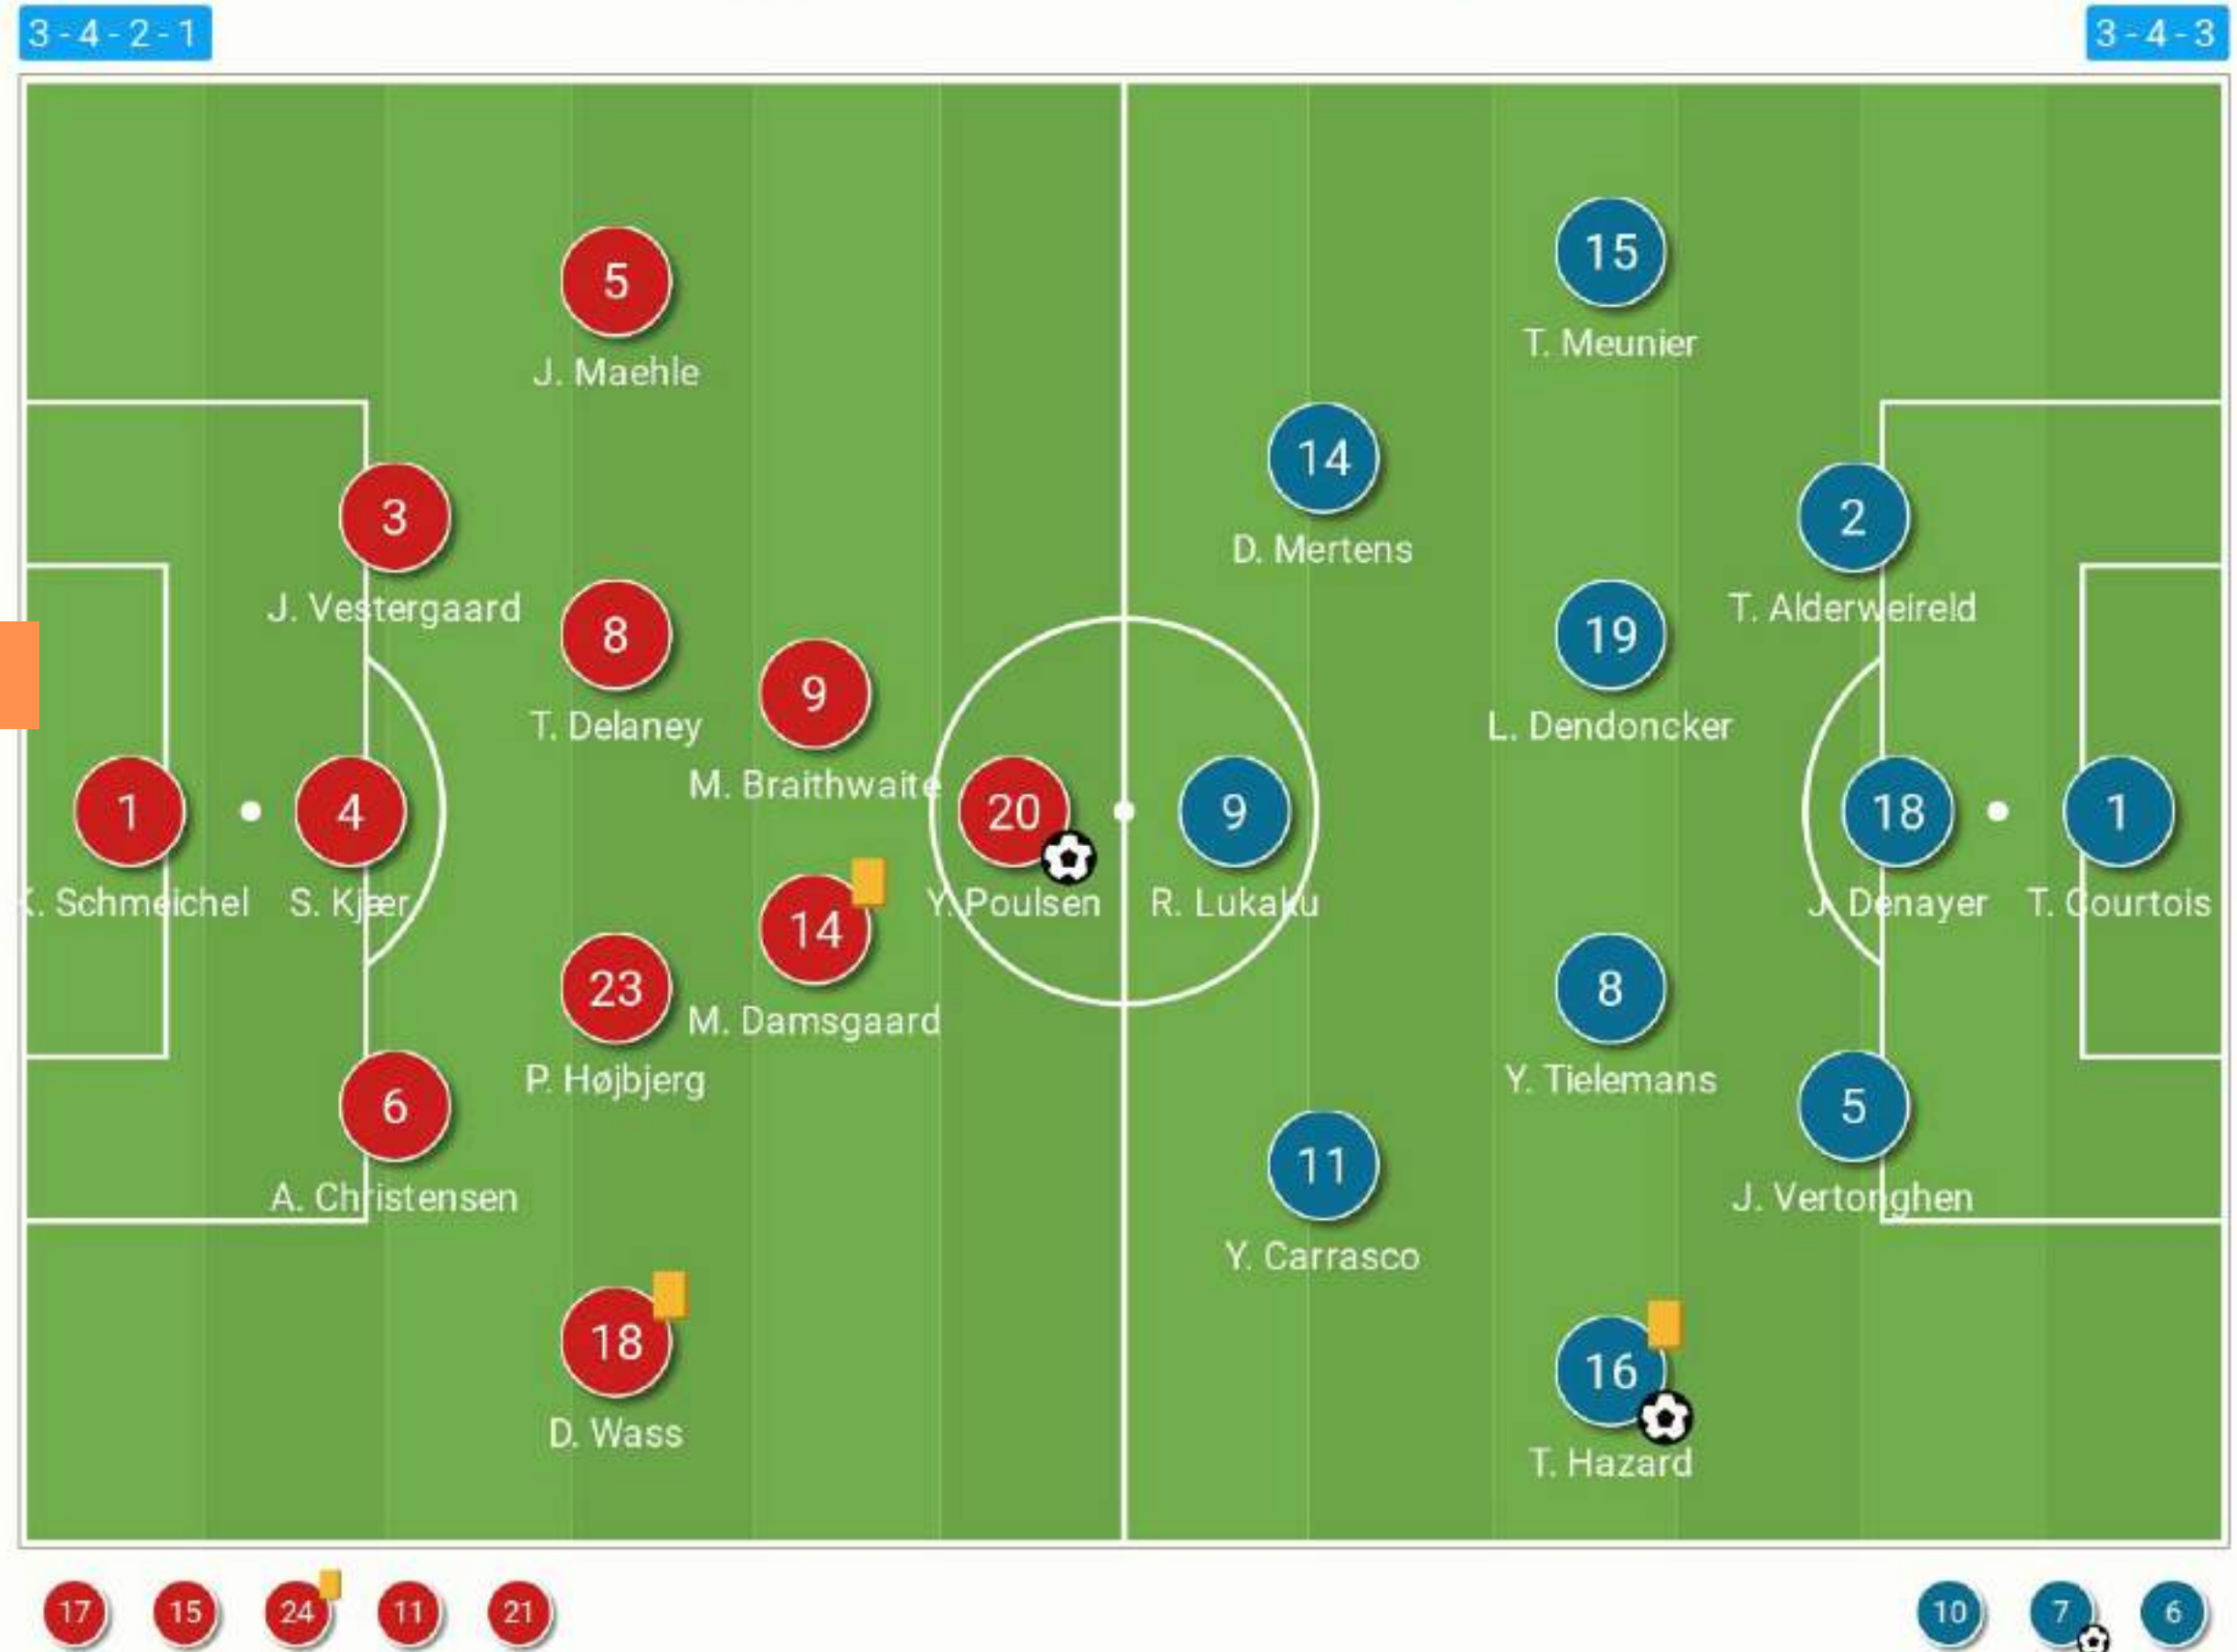 3 - 4 - 2 - 1
3 - 4 - 3
15
T. Meunier
5
J. Maehle
14
D. Mertens
3
J. Vestergaard
2
T. Alderweireld
8
T. Delaney
19
L. Dendoncker
9
M. Braithwaite
1
K. Schmeichel
4
S. Kjær
20
Y. Poulsen
9
R. Lukaku
18
J. Denayer
1
T. Courtois
14
M. Damsgaard
23
P. Højbjerg
8
Y. Tielemans
6
A. Christensen
5
J. Vertonghen
11
Y. Carrasco
18
D. Wass
16
T. Hazard
17 15 24 11 21
10 7 6